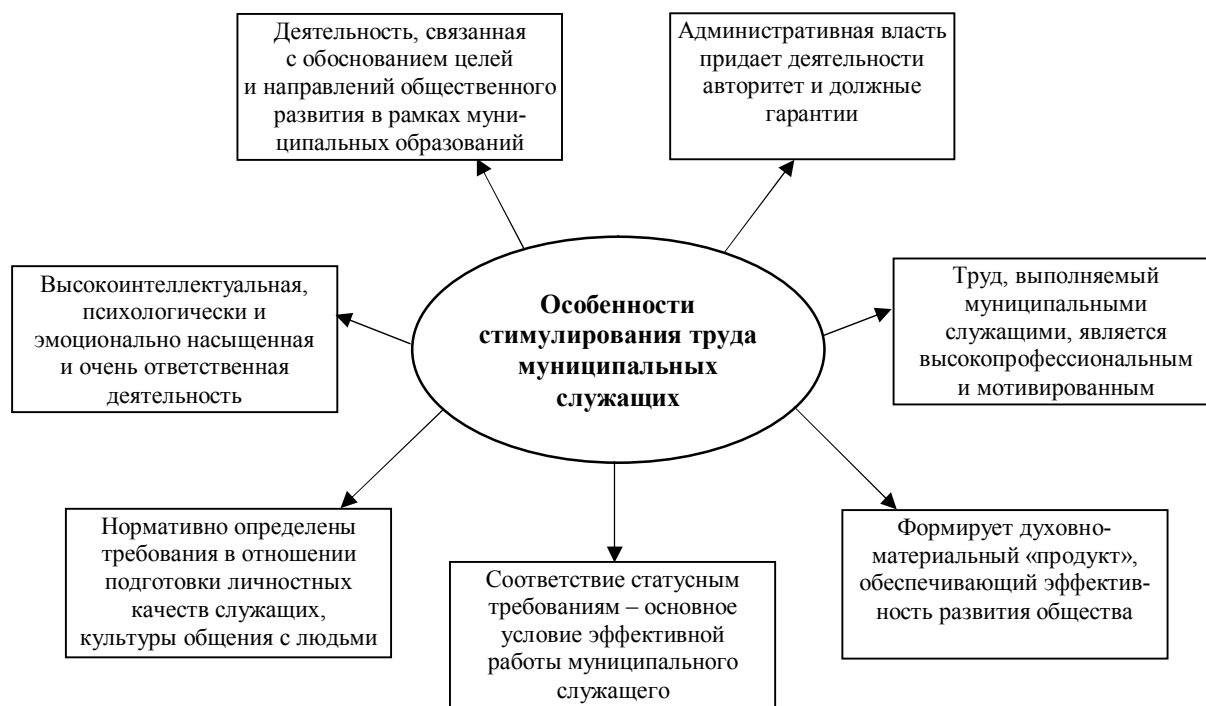 Деятельность, связанная
с обоснованием целей
и направлений общественного
развития в рамках муни-
ципальных образований
Административная власть
придает деятельности
авторитет и должные
гарантии
Высокоинтеллектуальная,
психологически и
эмоционально насыщенная
и очень ответственная
деятельность
Особенности
стимулирования труда
муниципальных
служащих
Труд, выполняемый
муниципальными
служащими, является
высокопрофессиональным
и мотивированным
Нормативно определены
требования в отношении
подготовки личностных
качеств служащих,
культуры общения с людьми
Соответствие статусным
требованиям – основное
условие эффективной
работы муниципального
служащего
Формирует духовно-
материальный «продукт»,
обеспечивающий эффектив-
ность развития общества